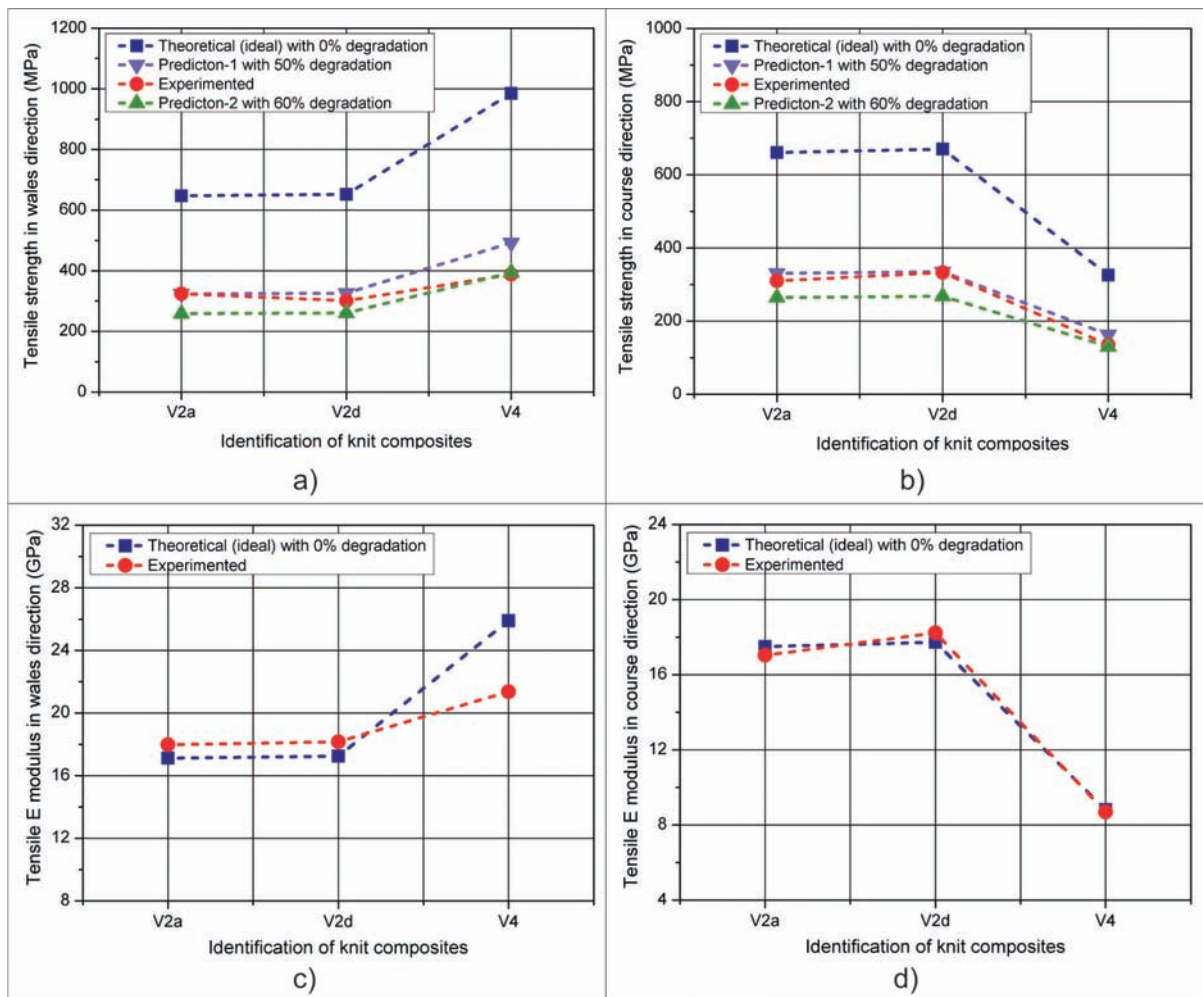 Tensile strength in wales direction (MPa)
1200
1000
800
600
400
200
0
Theoretical (ideal) with 0% degradation
Predicton-1 with 50% degradation
Experimented
Predicton-2 with 60% degradation
V2a V2d V4
Identification of knit composites
a)
Tensile strength in course direction (MPa)
1000
800
600
400
200
0
Theoretical (ideal) with 0% degradation
Predicton-1 with 50% degradation
Experimented
Predicton-2 with 60% degradation
V2a V2d V4
Identification of knit composites
b)
Tensile E modulus in wales direction (GPa)
32
28
24
20
16
12
8
Theoretical (ideal) with 0% degradation
Experimented
V2a V2d V4
Identification of knit composites
c)
Tensile E modulus in course direction (GPa)
24
20
16
12
8
4
Theoretical (ideal) with 0% degradation
Experimented
V2a V2d V4
Identification of knit composites
d)